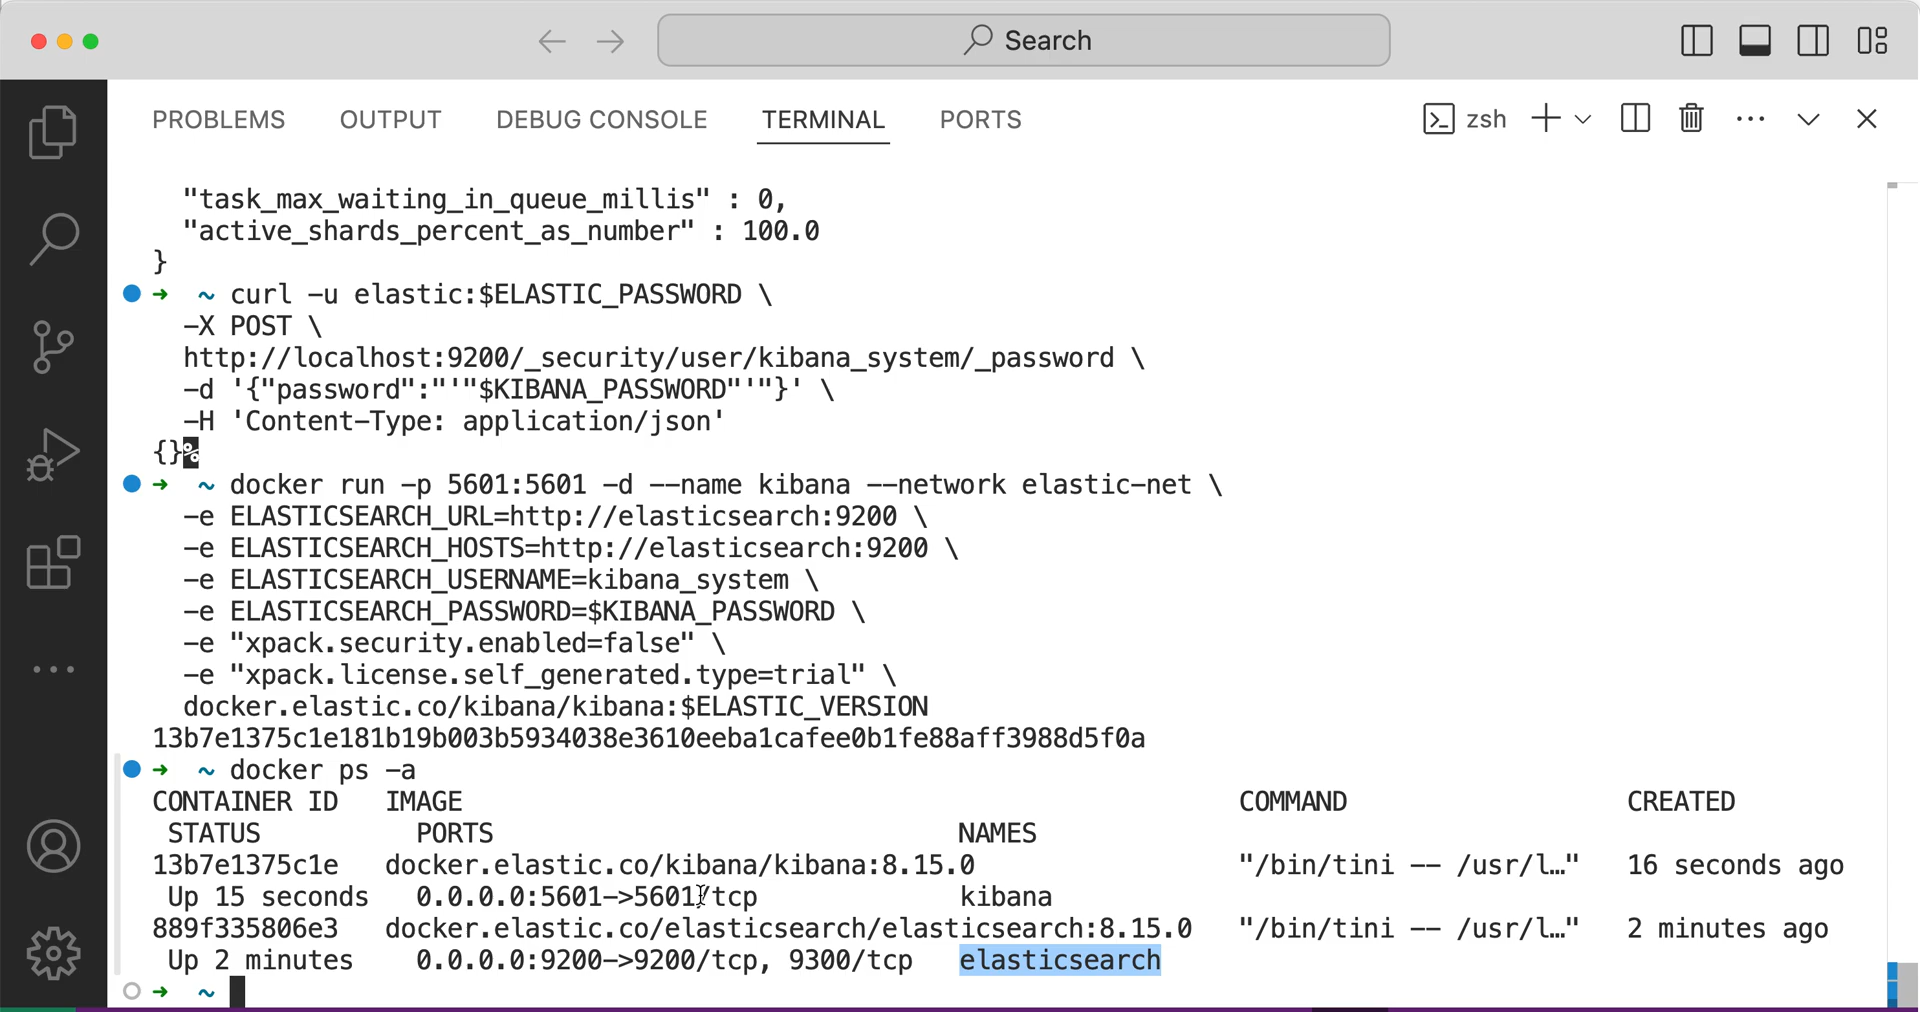 Search
PROBLEMS OUTPUT DEBUG CONSOLE TERMINAL PORTS zsh
"task_max_waiting_in_queue_millis" : 0,
"active_shards_percent_as_number" : 100.0
}
➜ ~ curl -u elastic:$ELASTIC_PASSWORD \
-X POST \
http://localhost:9200/_security/user/kibana_system/_password \
-d '{"password":"'"$KIBANA_PASSWORD"'"}' \
-H 'Content-Type: application/json'
{}%
➜ ~ docker run -p 5601:5601 -d --name kibana --network elastic-net \
-e ELASTICSEARCH_URL=http://elasticsearch:9200 \
-e ELASTICSEARCH_HOSTS=http://elasticsearch:9200 \
-e ELASTICSEARCH_USERNAME=kibana_system \
-e ELASTICSEARCH_PASSWORD=$KIBANA_PASSWORD \
-e "xpack.security.enabled=false" \
-e "xpack.license.self_generated.type=trial" \
docker.elastic.co/kibana/kibana:$ELASTIC_VERSION
13b7e1375c1e181b19b003b5934038e3610eeba1cafee0b1fe88aff3988d5f0a
➜ ~ docker ps -a
CONTAINER ID IMAGE COMMAND CREATED
STATUS PORTS NAMES
13b7e1375c1e docker.elastic.co/kibana/kibana:8.15.0 "/bin/tini -- /usr/l…" 16 seconds ago
Up 15 seconds 0.0.0.0:5601->5601/tcp kibana
889f335806e3 docker.elastic.co/elasticsearch/elasticsearch:8.15.0 "/bin/tini -- /usr/l…" 2 minutes ago
Up 2 minutes 0.0.0.0:9200->9200/tcp, 9300/tcp elasticsearch
➜ ~